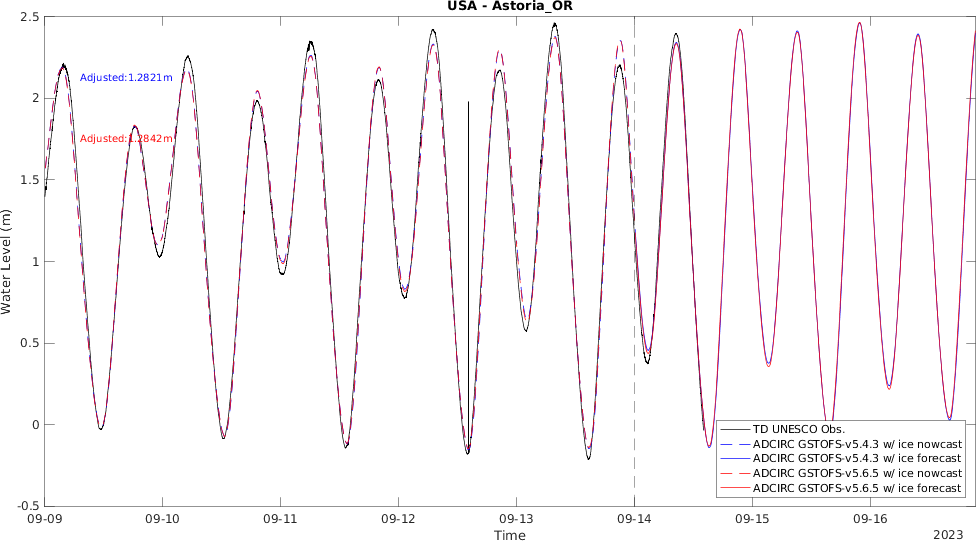 USA - Astoria_OR
Water Level (m)
2.5
2
1.5
1
0.5
0
-0.5
Adjusted:1.2821m
Adjusted:1.2842m
TD UNESCO Obs.
ADCIRC GSTOFS-v5.4.3 w/ ice nowcast
ADCIRC GSTOFS-v5.4.3 w/ ice forecast
ADCIRC GSTOFS-v5.6.5 w/ ice nowcast
ADCIRC GSTOFS-v5.6.5 w/ ice forecast
09-09 09-10 09-11 09-12 09-13 09-14 09-15 09-16
Time
2023